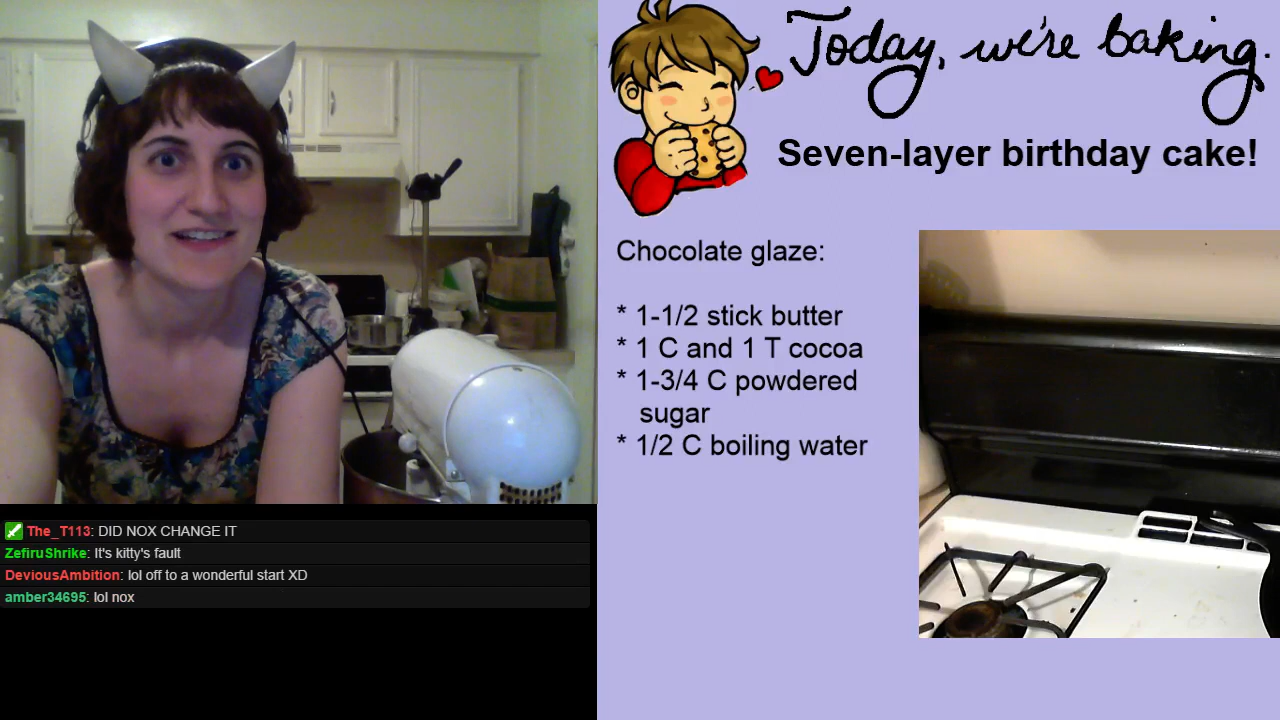 Today, we're baking.
Seven-layer birthday cake!
Chocolate glaze:
* 1-1/2 stick butter
* 1 C and 1 T cocoa
* 1-3/4 C powdered
sugar
* 1/2 C boiling water
The_T113: DID NOX CHANGE IT
ZefiruShrike: It's kitty's fault
DeviousAmbition: lol off to a wonderful start XD
amber34695: lol nox